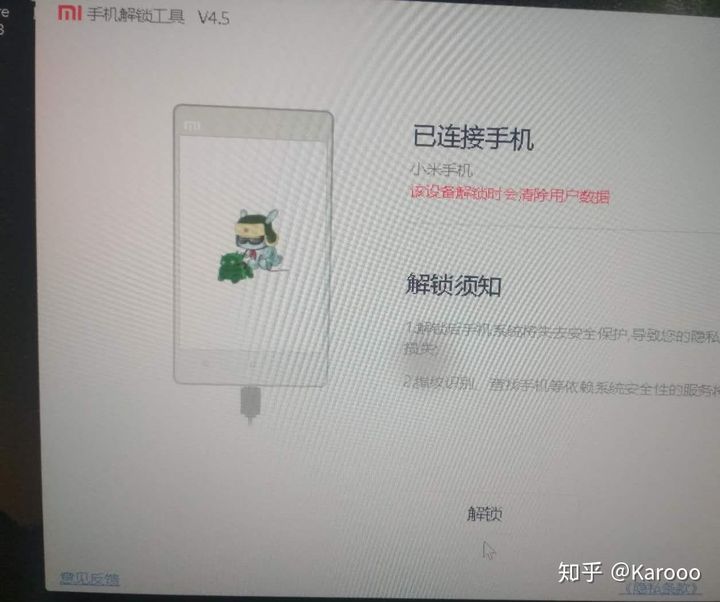 mi 手机解锁工具 V4.5
mi
已连接手机
小米手机
该设备解锁时会清除用户数据
解锁须知
1.解锁后手机系统将失去安全保护,导致您的隐私
损失;
2.指纹识别、查找手机等依赖系统安全性的服务将
解锁
意见反馈
知乎 @Karooo
《隐私条款》